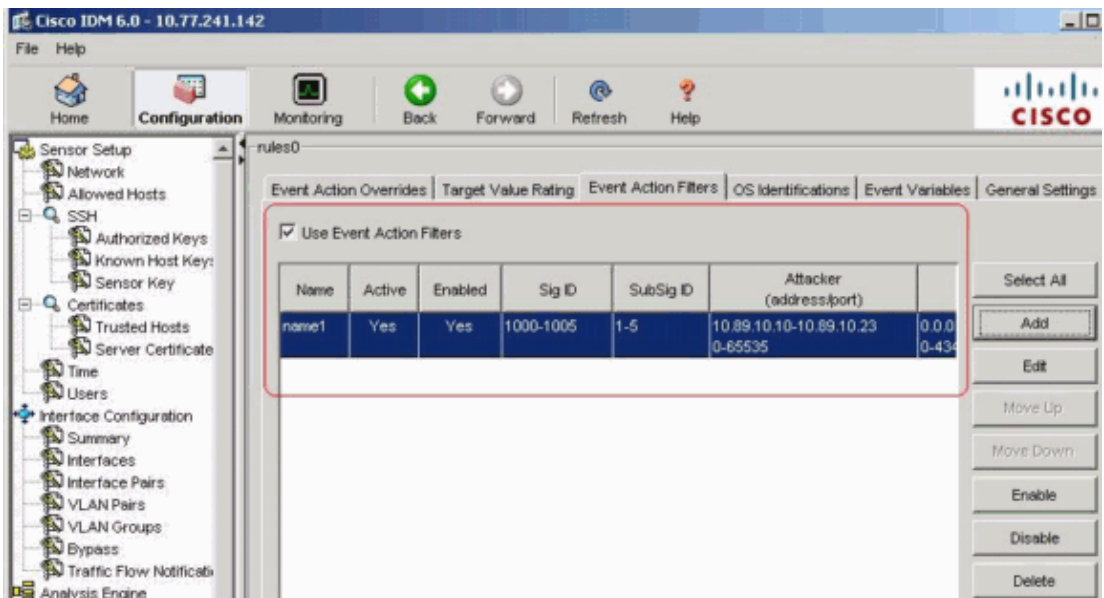 Cisco IDM 6.0 - 10.77.241.142
File Help
Home Configuration Monitoring Back Forward Refresh Help
CISCO
Sensor Setup
Network
Allowed Hosts
SSH
Authorized Keys
Known Host Keys
Sensor Key
Certificates
Trusted Hosts
Server Certificate
Time
Users
Interface Configuration
Summary
Interfaces
Interface Pairs
VLAN Pairs
VLAN Groups
Bypass
Traffic Flow Notificati
Analysis Engine
rules0
Event Action Overrides Target Value Rating Event Action Filters OS Identifications Event Variables General Settings
Use Event Action Filters
Name Active Enabled Sig ID SubSig ID Attacker
(address/port)
name1 Yes Yes 1000-1005 1-5 10.89.10.10-10.89.10.23 0.0.0
0-65535 0-434
Select All
Add
Edit
Move Up
Move Down
Enable
Disable
Delete